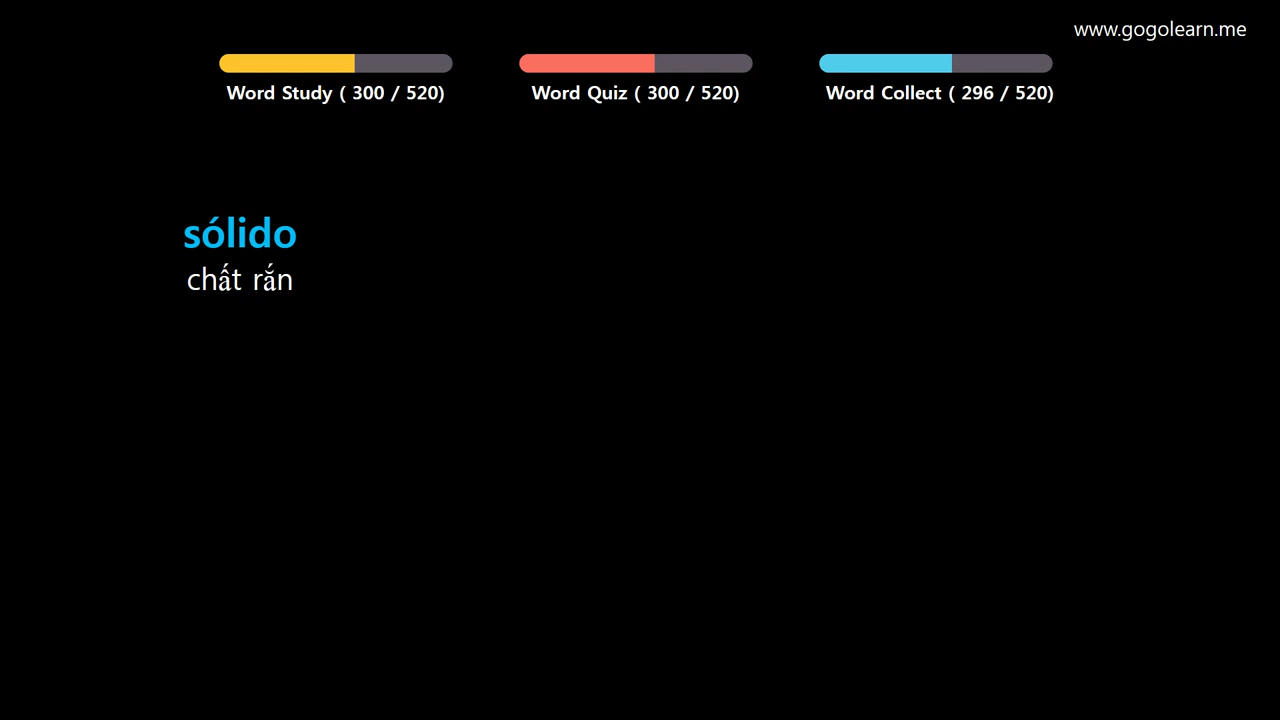 www.gogolearn.me
Word Study ( 300 / 520)
Word Quiz ( 300 / 520)
Word Collect ( 296 / 520)
sólido
chất rắn